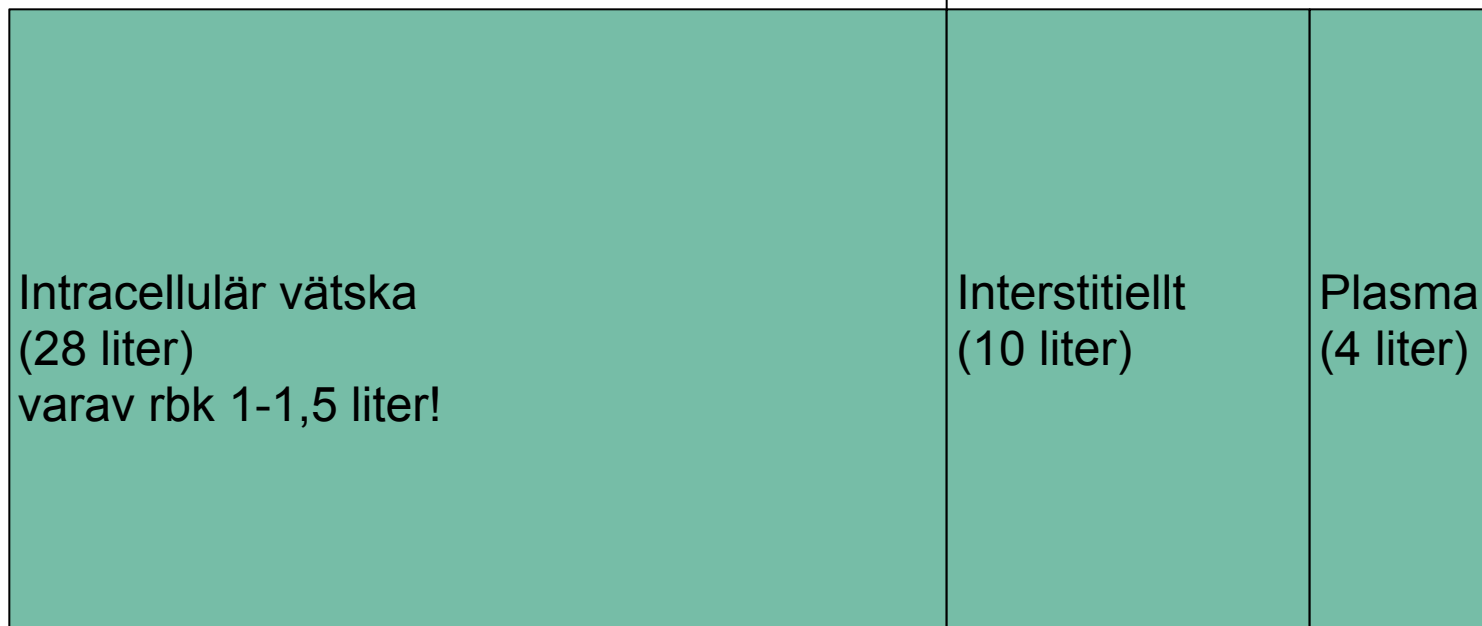 Intracellulär vätska
(28 liter)
varav rbk 1-1,5 liter!
Interstitiellt
(10 liter)
Plasma
(4 liter)